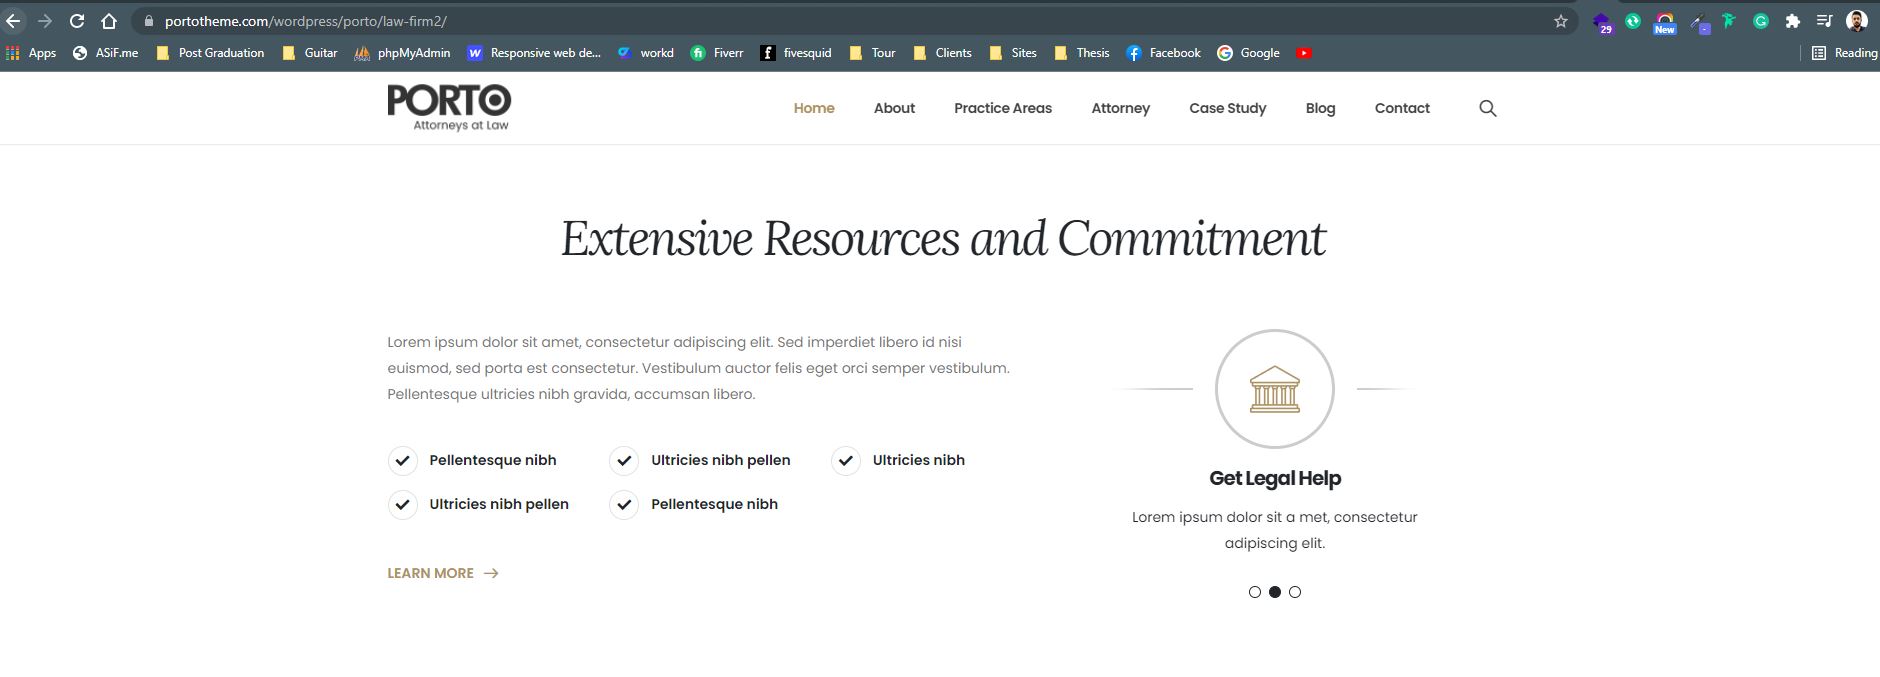 portotheme.com/wordpress/porto/law-firm2/
29 New
Apps ASiF.me Post Graduation Guitar phpMyAdmin Responsive web de... workd Fiverr fivesquid Tour Clients Sites Thesis Facebook Google Reading
PORTO
Attorneys at Law
Home About Practice Areas Attorney Case Study Blog Contact
Extensive Resources and Commitment
Lorem ipsum dolor sit amet, consectetur adipiscing elit. Sed imperdiet libero id nisi
euismod, sed porta est consectetur. Vestibulum auctor felis eget orci semper vestibulum.
Pellentesque ultricies nibh gravida, accumsan libero.
Pellentesque nibh Ultricies nibh pellen Ultricies nibh
Ultricies nibh pellen Pellentesque nibh
LEARN MORE
Get Legal Help
Lorem ipsum dolor sit a met, consectetur
adipiscing elit.